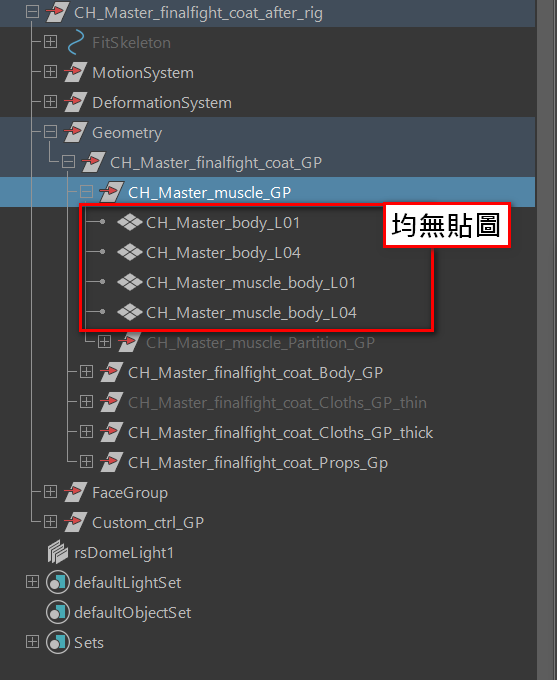 CH_Master_finalfight_coat_after_rig
FitSkeleton
MotionSystem
DeformationSystem
Geometry
CH_Master_finalfight_coat_GP
CH_Master_muscle_GP
CH_Master_body_L01
均無貼圖
CH_Master_body_L04
CH_Master_muscle_body_L01
CH_Master_muscle_body_L04
CH_Master_muscle_Partition_GP
CH_Master_finalfight_coat_Body_GP
CH_Master_finalfight_coat_Cloths_GP_thin
CH_Master_finalfight_coat_Cloths_GP_thick
CH_Master_finalfight_coat_Props_Gp
FaceGroup
Custom_ctrl_GP
rsDomeLight1
defaultLightSet
defaultObjectSet
Sets